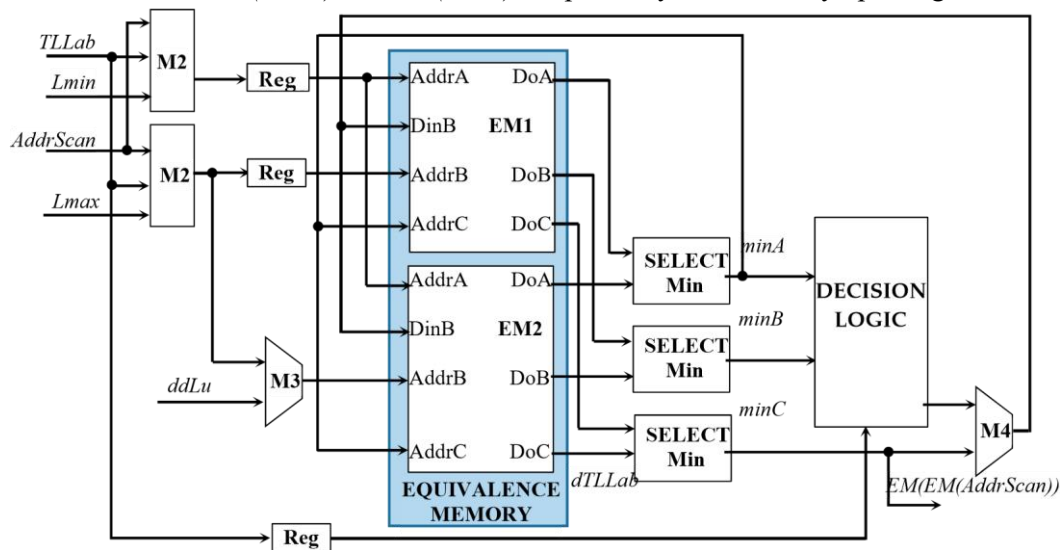 TLLab
Lmin
AddrScan
Lmax
M2
M2
Reg
Reg
AddrA
DoA
DinB
EM1
AddrB
DoB
AddrC
DoC
AddrA
DoA
DinB
EM2
AddrB
DoB
AddrC
DoC
EQUIVALENCE
MEMORY
ddLu
M3
SELECT
Min
minA
SELECT
Min
minB
SELECT
Min
minC
dTLLab
DECISION
LOGIC
M4
EM(EM(AddrScan))
Reg